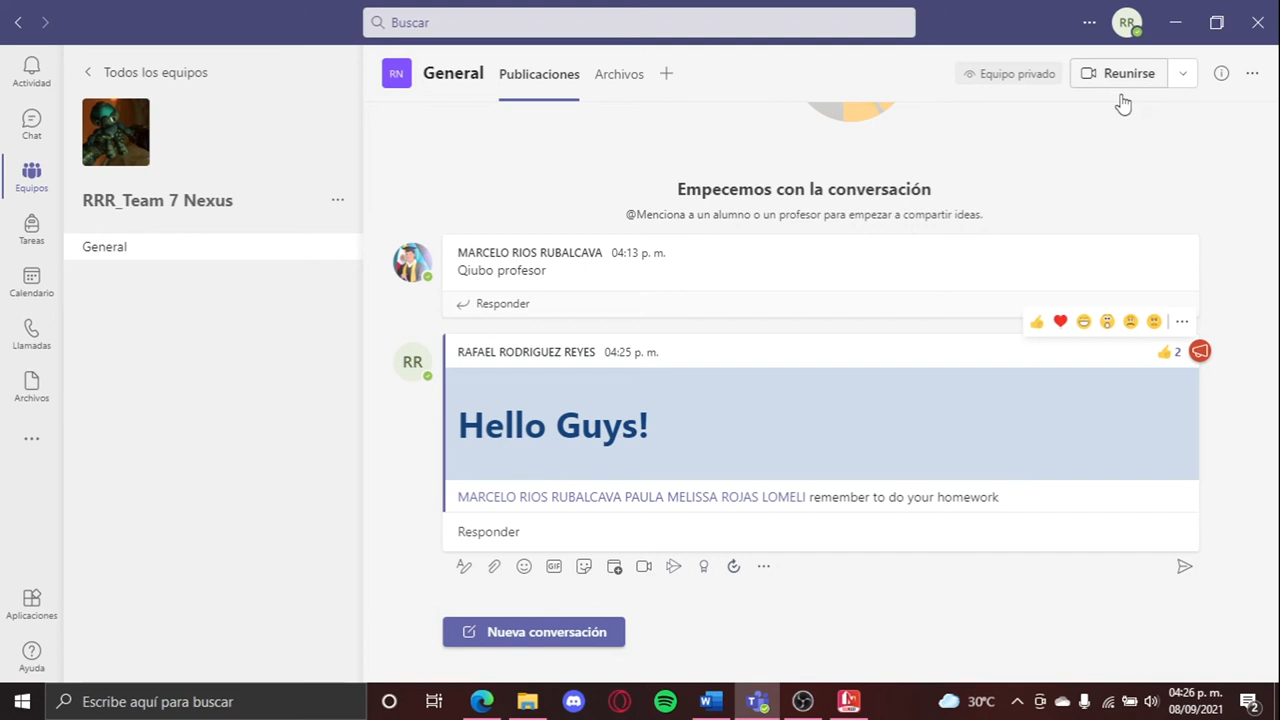 Buscar
RR
Actividad
Chat
Equipos
Tareas
Calendario
Llamadas
Archivos
Aplicaciones
Ayuda
Todos los equipos
RRR_Team 7 Nexus
General
RN
General
Publicaciones
Archivos
Equipo privado
Reunirse
Empecemos con la conversación
@Menciona a un alumno o un profesor para empezar a compartir ideas.
MARCELO RIOS RUBALCAVA 04:13 p. m.
Qiubo profesor
Responder
RR
RAFAEL RODRIGUEZ REYES 04:25 p. m.
2
Hello Guys!
MARCELO RIOS RUBALCAVA PAULA MELISSA ROJAS LOMELI remember to do your homework
Responder
GIF
Nueva conversación
Escribe aquí para buscar
30°C
04:26 p. m.
08/09/2021
2